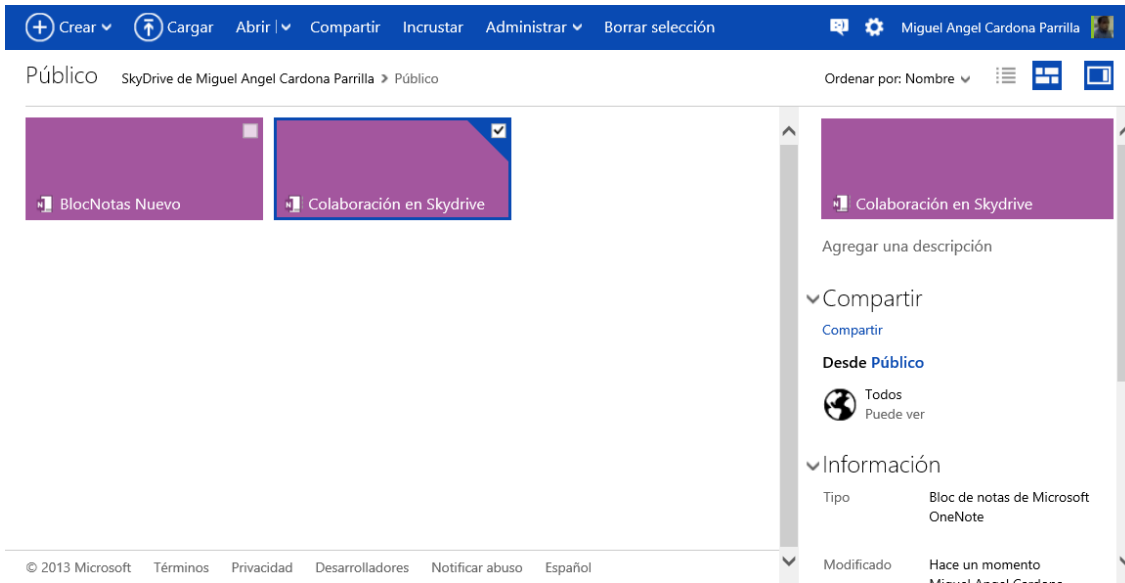 Crear Cargar Abrir Compartir Incrustar Administrar Borrar selección Miguel Angel Cardona Parrilla
Público SkyDrive de Miguel Angel Cardona Parrilla > Público Ordenar por: Nombre
BlocNotas Nuevo
Colaboración en Skydrive
Colaboración en Skydrive
Agregar una descripción
Compartir
Compartir
Desde Público
Todos
Puede ver
Información
Tipo Bloc de notas de Microsoft
OneNote
Modificado Hace un momento
Miguel Angel Cardona
© 2013 Microsoft Términos Privacidad Desarrolladores Notificar abuso Español